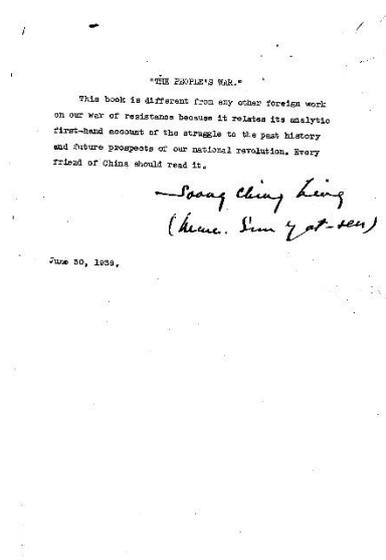 "THE PEOPLE'S WAR."
This book is different from any other foreign work
on our war of resistance because it relates its analytic
first-hand account of the struggle to the past history
and future prospects of our national revolution. Every
friend of China should read it.
—Soong Ching Ling
(Mme. Sun Yat-sen)
June 30, 1939.